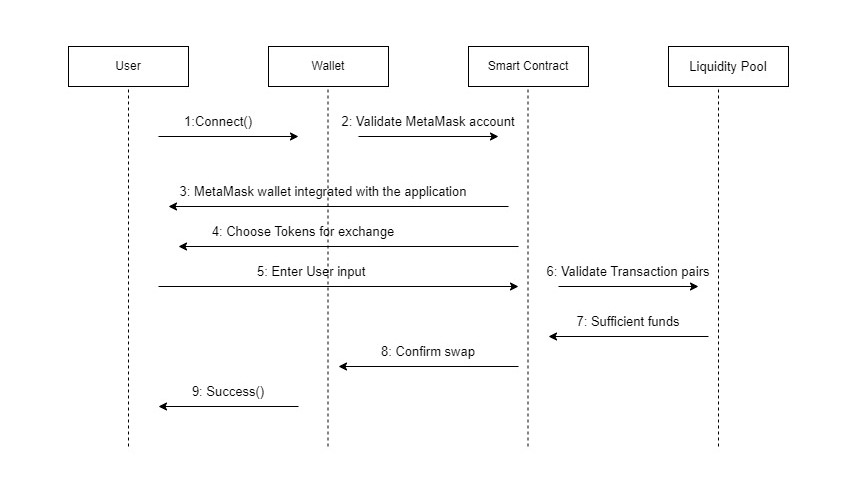 User
Wallet
Smart Contract
Liquidity Pool
1:Connect()
2: Validate MetaMask account
3: MetaMask wallet integrated with the application
4: Choose Tokens for exchange
5: Enter User input
6: Validate Transaction pairs
7: Sufficient funds
8: Confirm swap
9: Success()